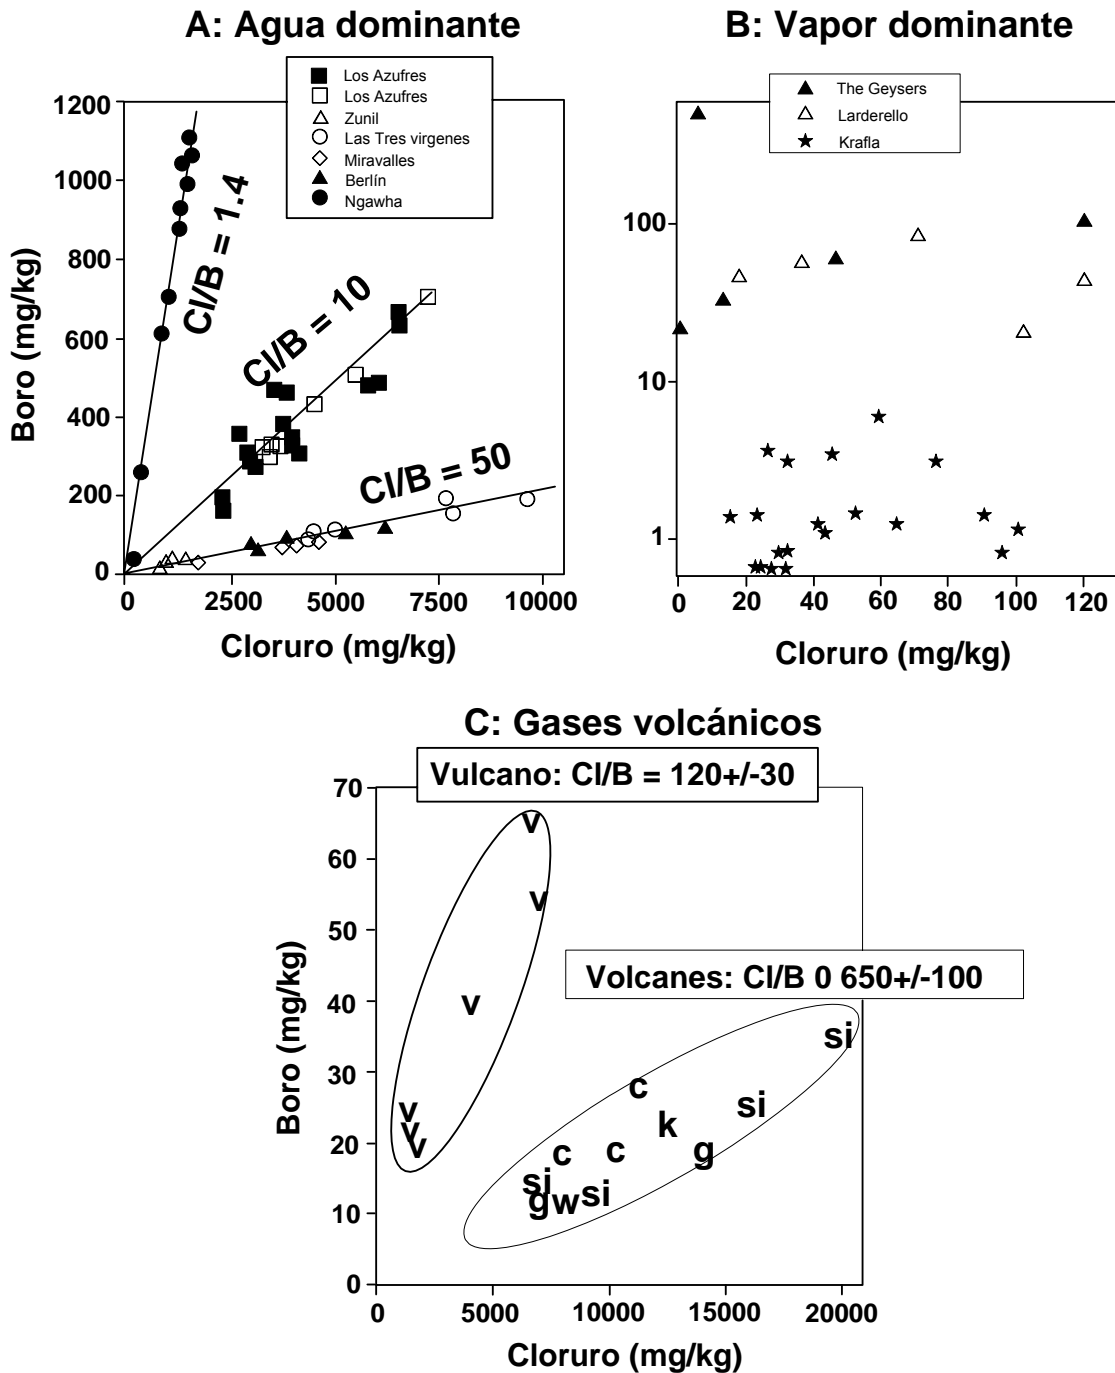 A: Agua dominante
Los Azufres
Los Azufres
Zunil
Las Tres virgenes
Miravalles
Berlín
Ngawha
1200
1000
800
600
400
200
0
Boro (mg/kg)
Cl/B = 1.4
Cl/B = 10
Cl/B = 50
0 2500 5000 7500 10000
Cloruro (mg/kg)
B: Vapor dominante
The Geysers
Larderello
Krafla
100
10
1
0 20 40 60 80 100 120
Cloruro (mg/kg)
C: Gases volcánicos
Vulcano: Cl/B = 120+/-30
Volcanes: Cl/B 0 650+/-100
70
60
50
40
30
20
10
0
Boro (mg/kg)
v
v
v
v
v
v
si
c
si
k
c c g
si
g w si
0 5000 10000 15000 20000
Cloruro (mg/kg)